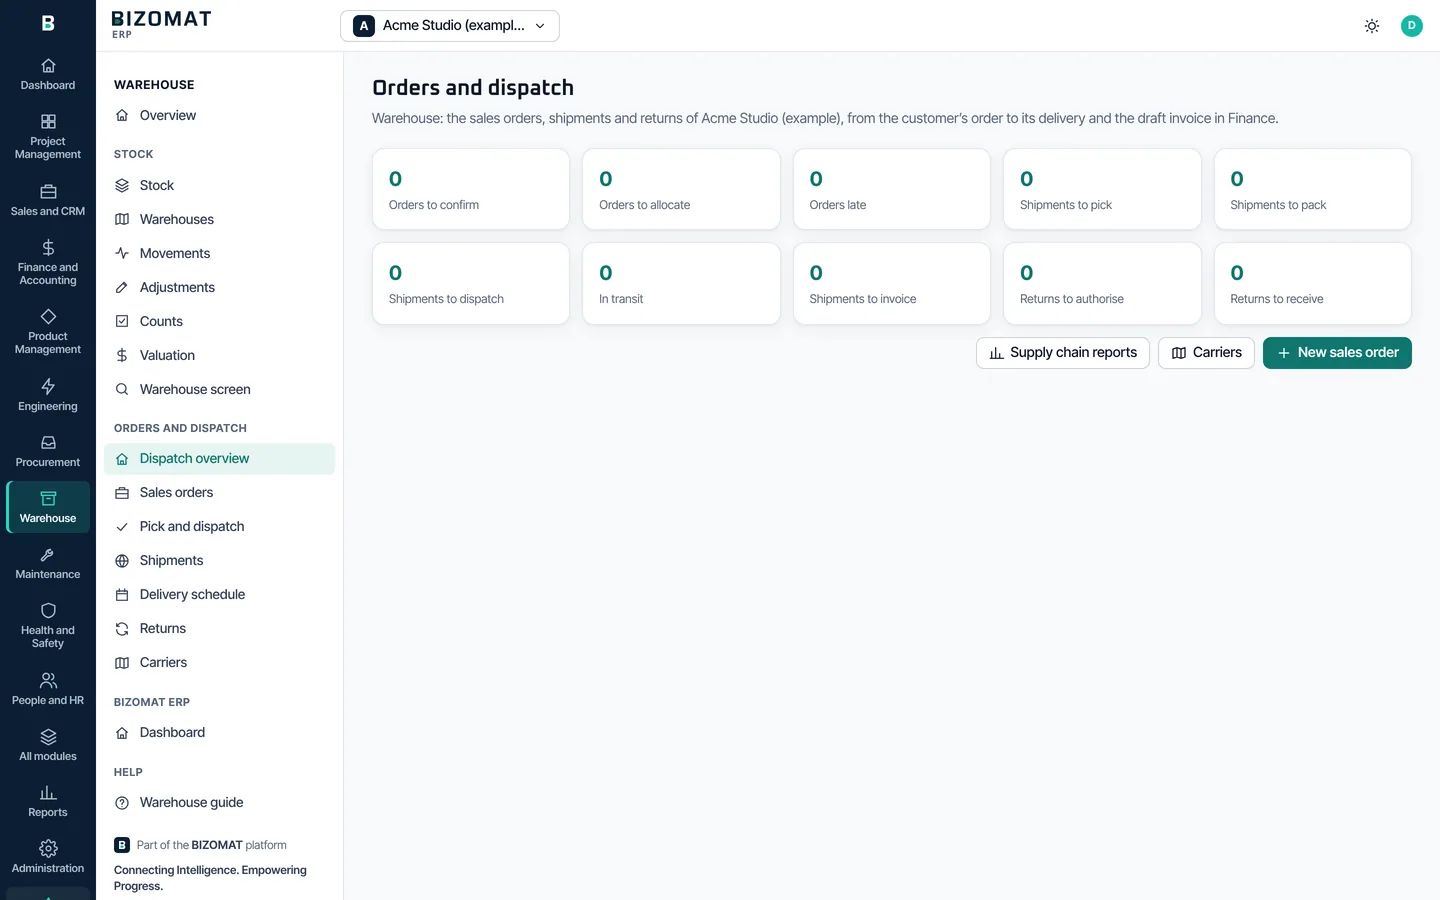 B
BIZOMAT
ERP
A Acme Studio (exampl...
D
Dashboard
Project
Management
Sales and CRM
Finance and
Accounting
Product
Management
Engineering
Procurement
Warehouse
Maintenance
Health and
Safety
People and HR
All modules
Reports
Administration
WAREHOUSE
Overview
STOCK
Stock
Warehouses
Movements
Adjustments
Counts
Valuation
Warehouse screen
ORDERS AND DISPATCH
Dispatch overview
Sales orders
Pick and dispatch
Shipments
Delivery schedule
Returns
Carriers
BIZOMAT ERP
Dashboard
HELP
Warehouse guide
B Part of the BIZOMAT platform
Connecting Intelligence. Empowering
Progress.
Orders and dispatch
Warehouse: the sales orders, shipments and returns of Acme Studio (example), from the customer’s order to its delivery and the draft invoice in Finance.
0
Orders to confirm
0
Orders to allocate
0
Orders late
0
Shipments to pick
0
Shipments to pack
0
Shipments to dispatch
0
In transit
0
Shipments to invoice
0
Returns to authorise
0
Returns to receive
Supply chain reports
Carriers
+ New sales order